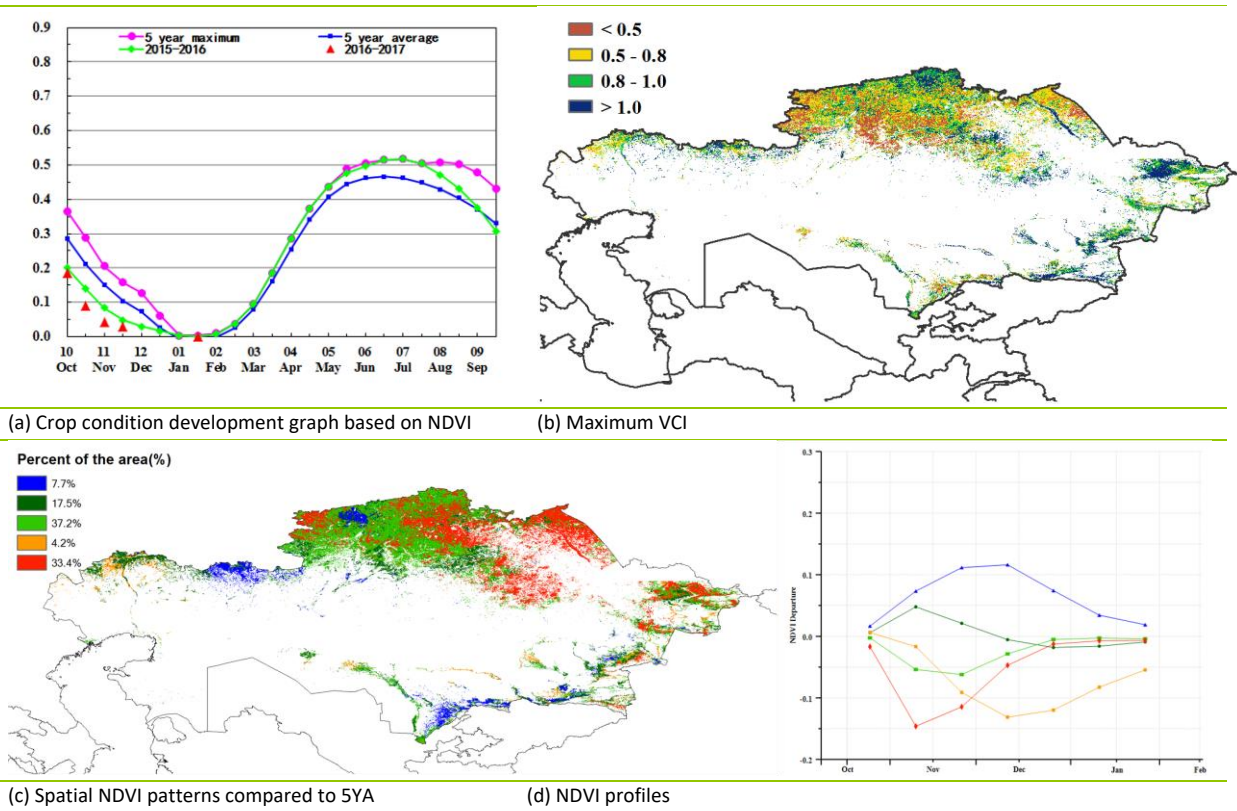 0.9
0.8
0.7
0.6
0.5
0.4
0.3
0.2
0.1
0.0
5 year maximum
5 year average
2015-2016
2016-2017
10 11 12 01 02 03 04 05 06 07 08 09
Oct Nov Dec Jan Feb Mar Apr May Jun Jul Aug Sep
< 0.5
0.5 - 0.8
0.8 - 1.0
> 1.0
(a) Crop condition development graph based on NDVI
(b) Maximum VCI
Percent of the area(%)
7.7%
17.5%
37.2%
4.2%
33.4%
NDVI Departure
0.3
0.2
0.1
0.0
-0.1
-0.2
Oct Nov Dec Jan Feb
(c) Spatial NDVI patterns compared to 5YA
(d) NDVI profiles